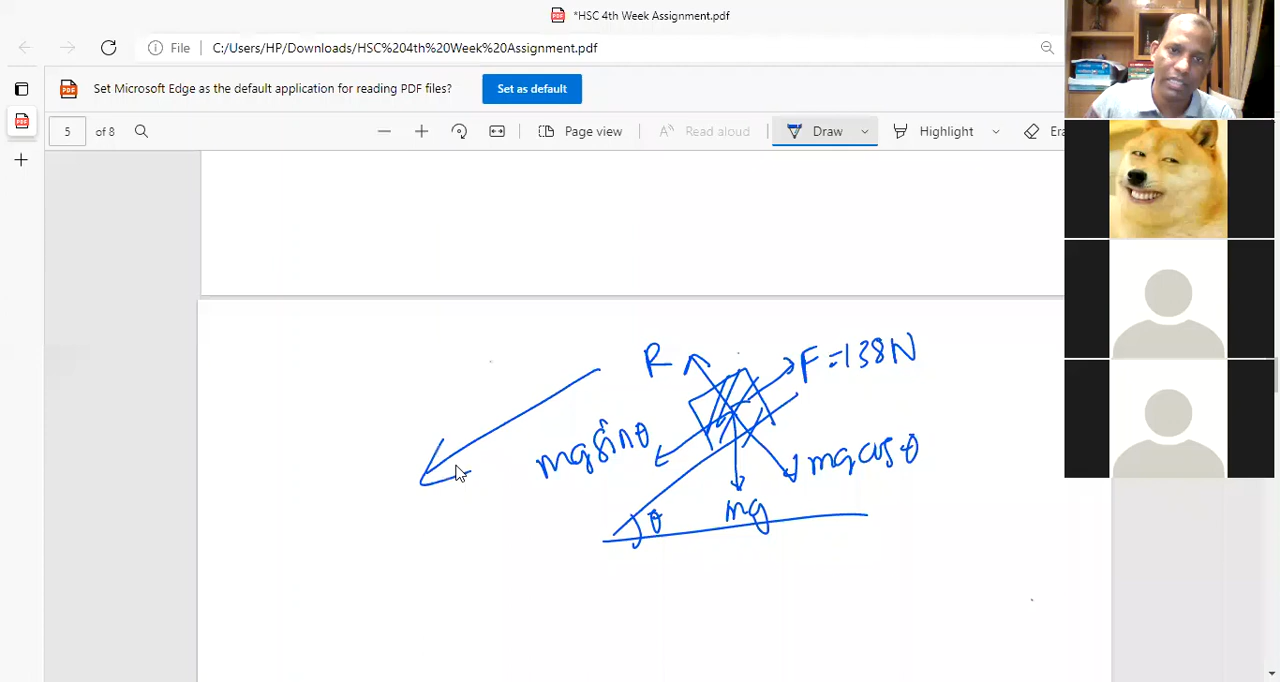 *HSC 4th Week Assignment.pdf
File C:/Users/HP/Downloads/HSC%204th%20Week%20Assignment.pdf
Set Microsoft Edge as the default application for reading PDF files? Set as default
5 of 8 Page view Read aloud Draw Highlight Era
R F=138N
mg sinθ
mg cosθ
θ mg